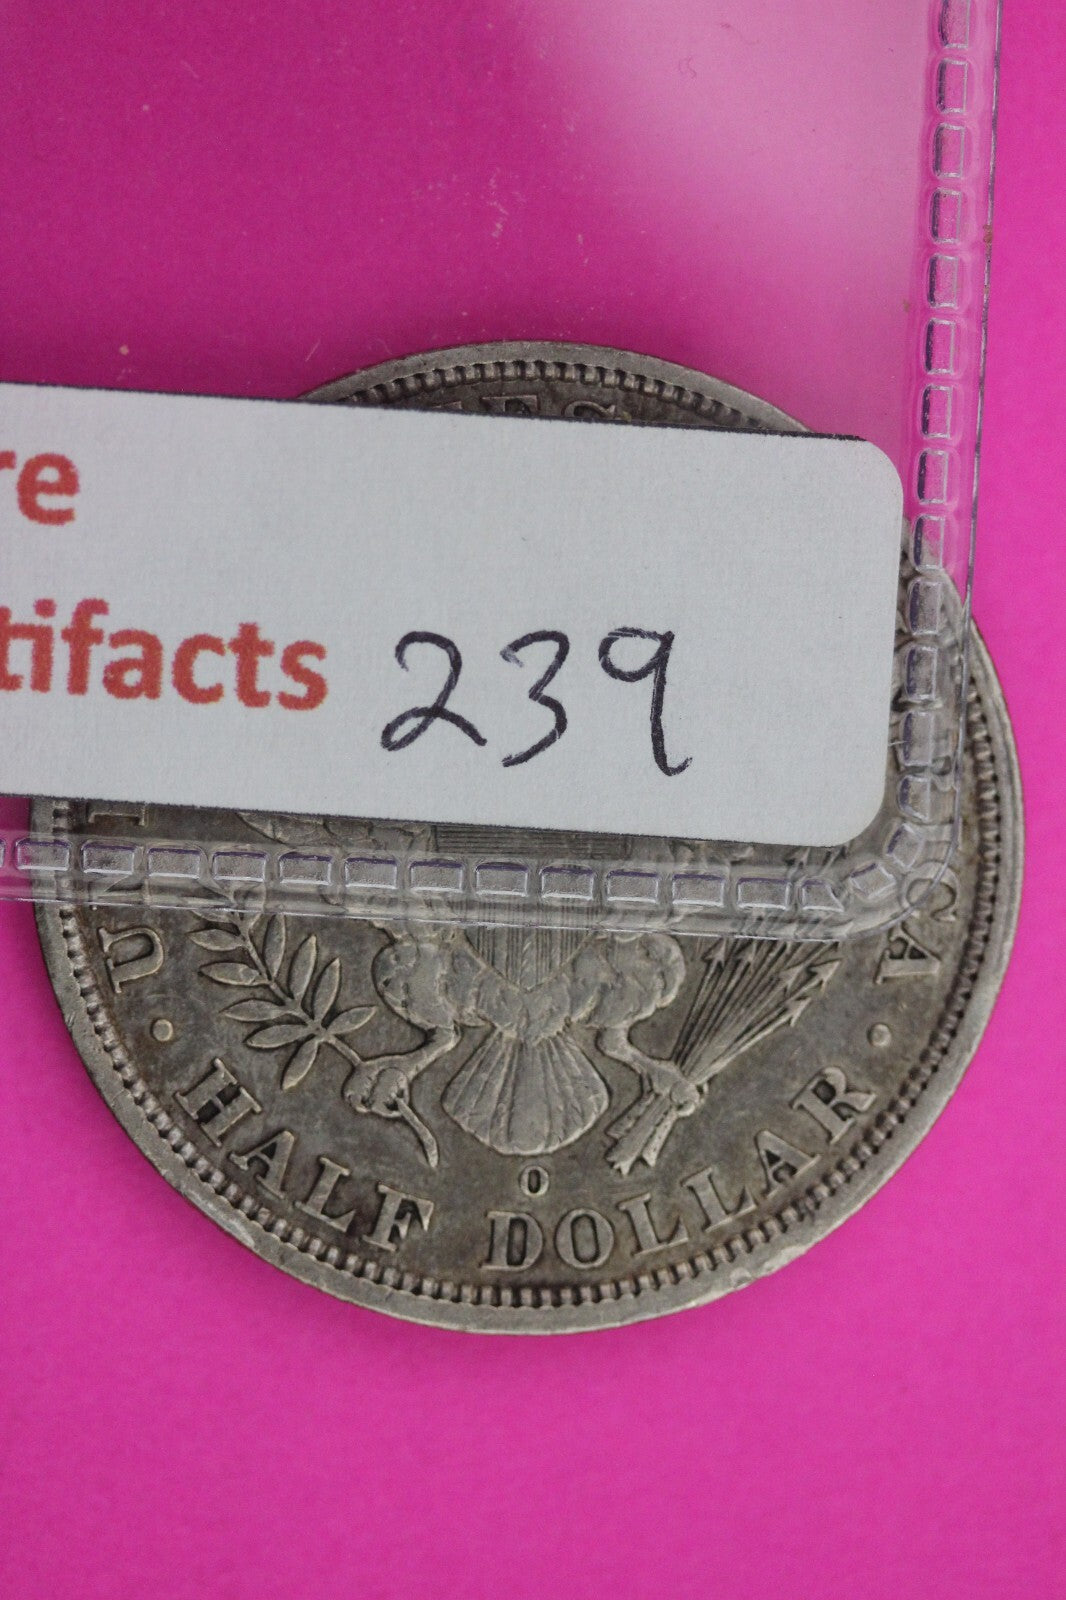 re
tifacts 239
HALF DOLLAR
O